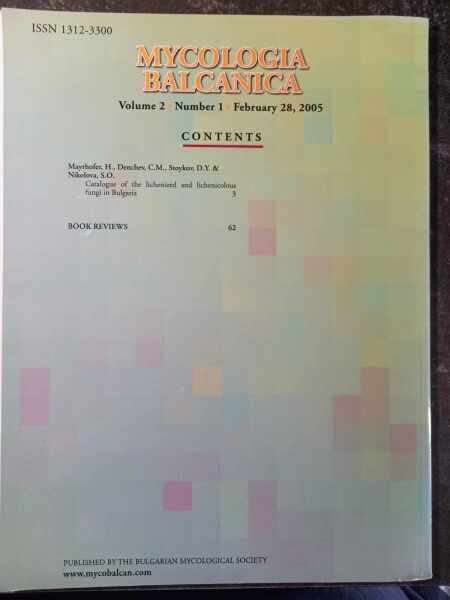 ISSN 1312-3300
MYCOLOGIA
BALCANICA
Volume 2 Number 1 February 28, 2005
CONTENTS
Mayrhofer, H., Denchev, C.M., Stoykov, D.Y. &
Nikolova, S.O.
Catalogue of the lichenized and lichenicolous
fungi in Bulgaria 3
BOOK REVIEWS 62
PUBLISHED BY THE BULGARIAN MYCOLOGICAL SOCIETY
www.mycobalcan.com